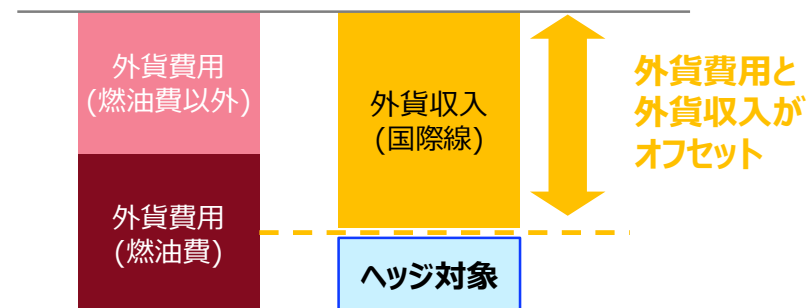 外貨費用
(燃油費以外)
外貨費用
(燃油費)
外貨収入
(国際線)
ヘッジ対象
外貨費用と
外貨収入が
オフセット